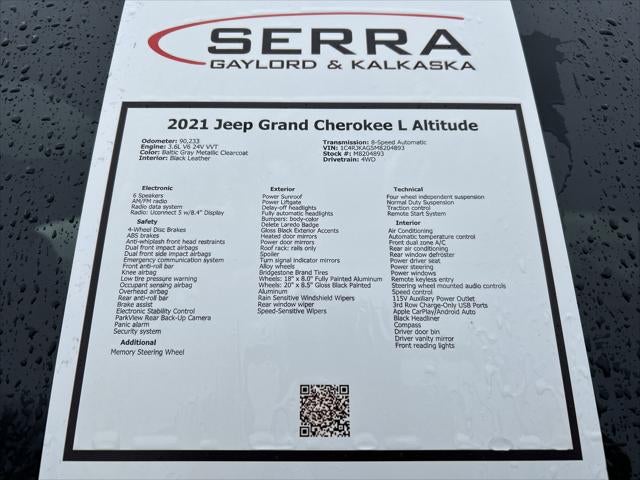 SERRA
GAYLORD & KALKASKA
2021 Jeep Grand Cherokee L Altitude
Odometer: 90,233
Engine: 3.6L V6 24V VVT
Color: Baltic Gray Metallic Clearcoat
Interior: Black Leather
Transmission: 8-Speed Automatic
VIN: 1C4RJKAG5M8204893
Stock #: M8204893
Drivetrain: 4WD
Electronic
6 Speakers
AM/FM radio
Radio data system
Radio: Uconnect 5 w/8.4" Display
Safety
4-Wheel Disc Brakes
ABS brakes
Anti-whiplash front head restraints
Dual front impact airbags
Dual front side impact airbags
Emergency communication system
Front anti-roll bar
Knee airbag
Low tire pressure warning
Occupant sensing airbag
Overhead airbag
Rear anti-roll bar
Brake assist
Electronic Stability Control
ParkView Rear Back-Up Camera
Panic alarm
Security system
Additional
Memory Steering Wheel
Exterior
Power Sunroof
Power Liftgate
Delay-off headlights
Fully automatic headlights
Bumpers: body-color
Delete Laredo Badge
Gloss Black Exterior Accents
Heated door mirrors
Power door mirrors
Roof rack: rails only
Spoiler
Turn signal indicator mirrors
Alloy wheels
Bridgestone Brand Tires
Wheels: 18" x 8.0" Fully Painted Aluminum
Wheels: 20" x 8.5" Gloss Black Painted
Aluminum
Rain Sensitive Windshield Wipers
Rear window wiper
Speed-Sensitive Wipers
Technical
Four wheel independent suspension
Normal Duty Suspension
Traction control
Remote Start System
Interior
Air Conditioning
Automatic temperature control
Front dual zone A/C
Rear air conditioning
Rear window defroster
Power driver seat
Power steering
Power windows
Remote keyless entry
Steering wheel mounted audio controls
Speed control
115V Auxiliary Power Outlet
3rd Row Charge-Only USB Ports
Apple CarPlay/Android Auto
Black Headliner
Compass
Driver door bin
Driver vanity mirror
Front reading lights